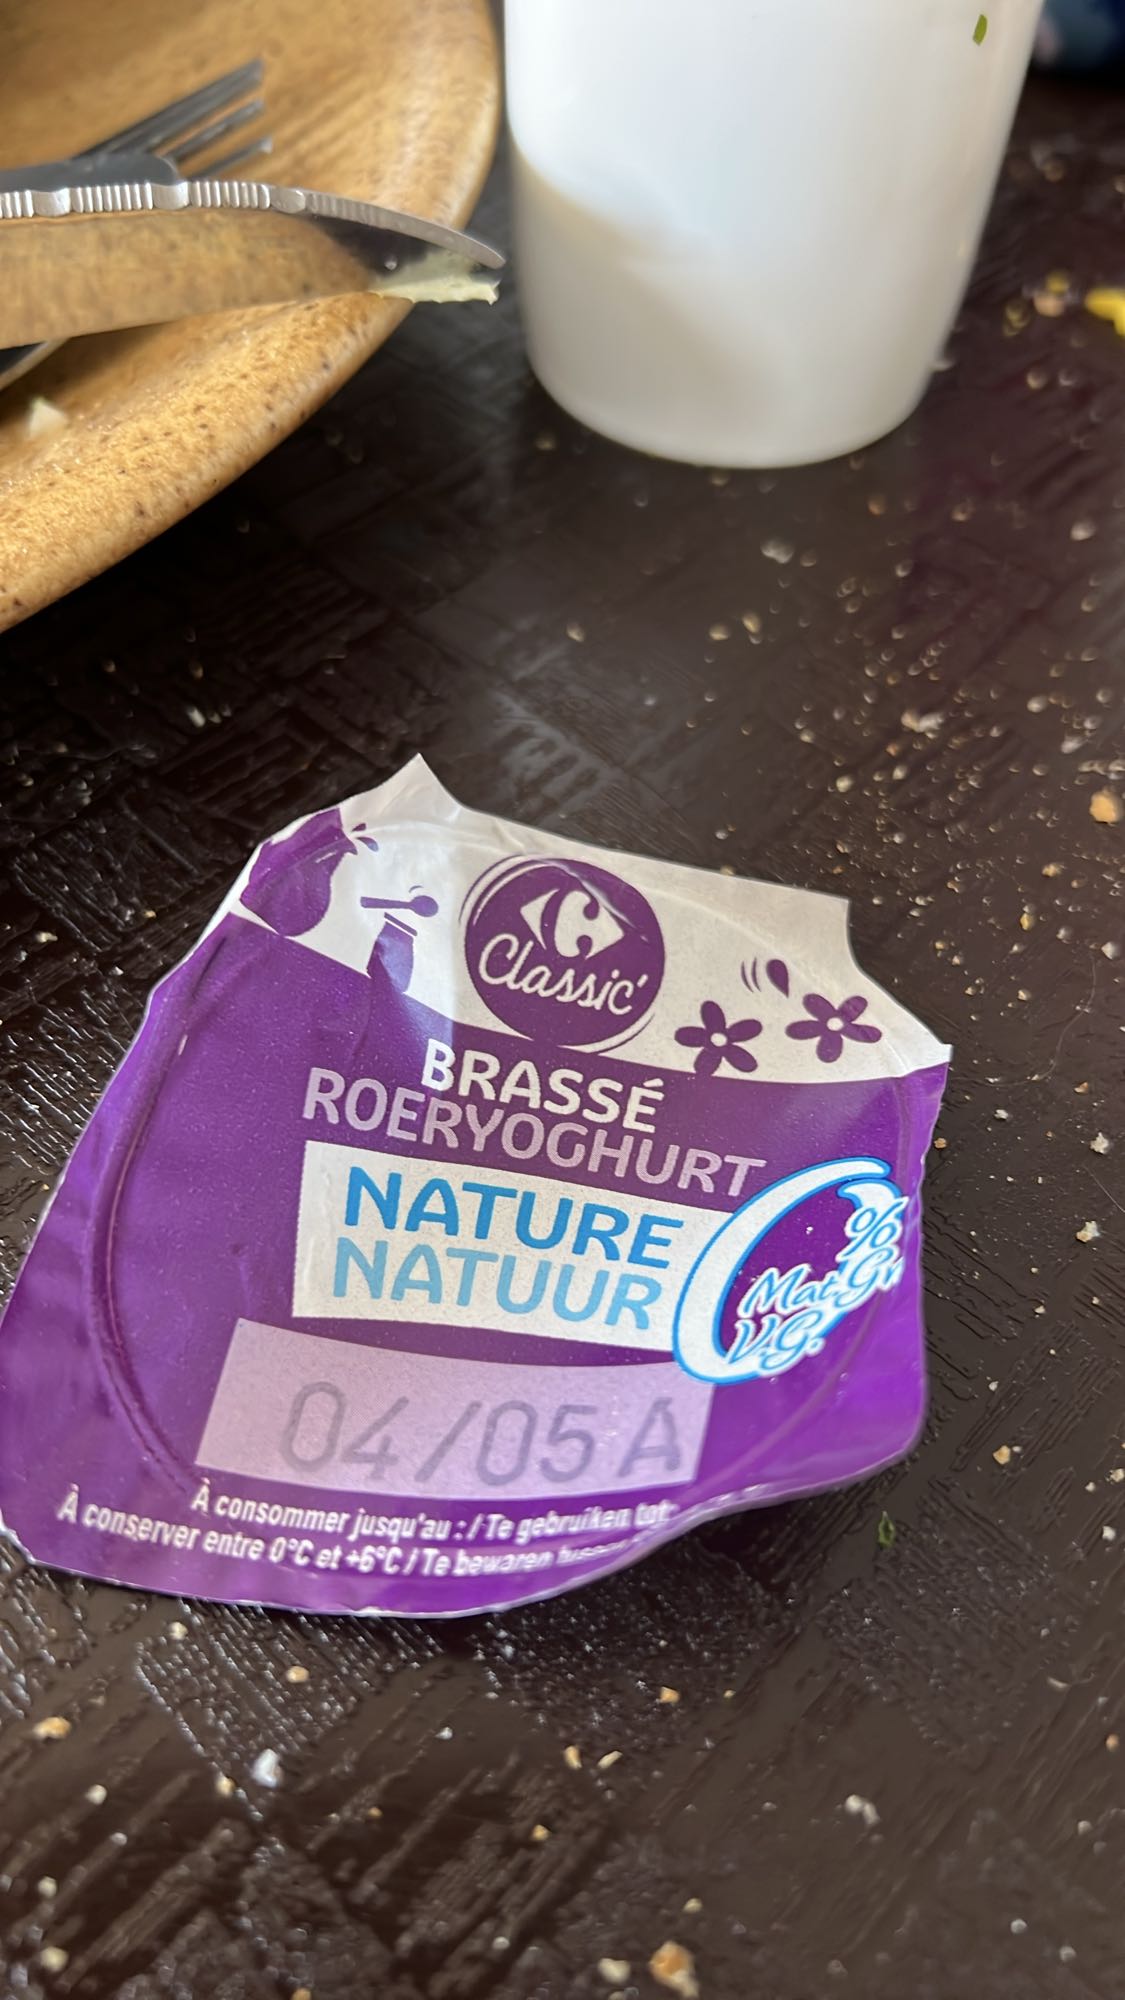 Classic'
BRASSÉ
ROERYOGHURT
NATURE
NATUUR
0%
Mat.Gr.
V.G.
04/05 A
À consommer jusqu'au : / Te gebruiken tot:
À conserver entre 0°C et +6°C / Te bewaren tussen